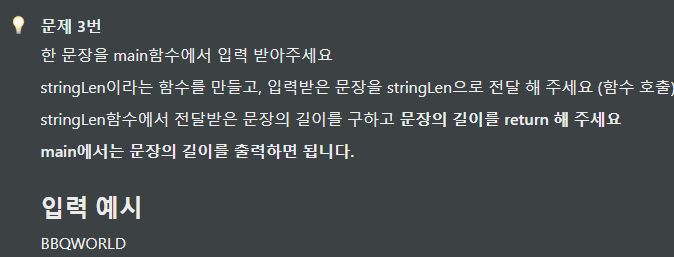 문제 3번
한 문장을 main함수에서 입력 받아주세요
stringLen이라는 함수를 만들고, 입력받은 문장을 stringLen으로 전달 해 주세요 (함수 호출)
stringLen함수에서 전달받은 문장의 길이를 구하고 문장의 길이를 return 해 주세요
main에서는 문장의 길이를 출력하면 됩니다.
입력 예시
BBQWORLD